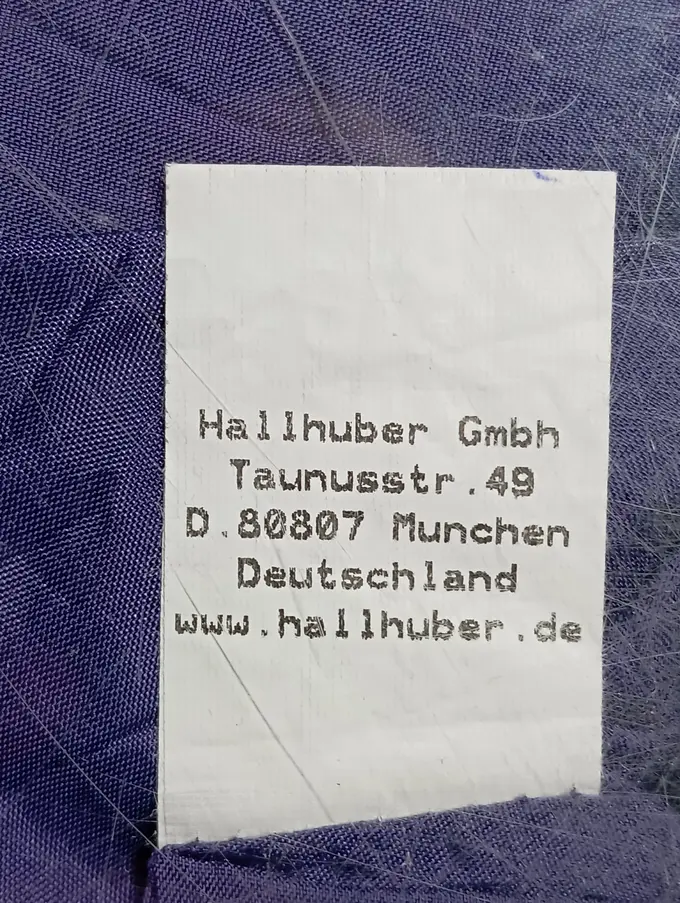 Hallhuber Gmbh
Taunusstr.49
D.80807 Munchen
Deutschland
www.hallhuber.de